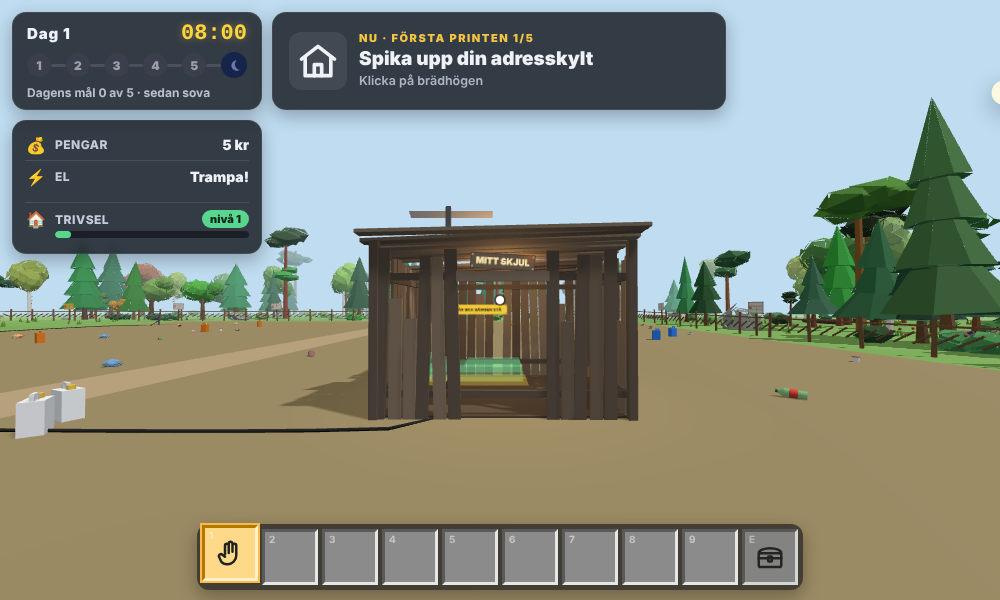 Dag 1
08:00
1 2 3 4 5
Dagens mål 0 av 5 · sedan sova
NU · FÖRSTA PRINTEN 1/5
Spika upp din adresskylt
Klicka på brädhögen
PENGAR 5 kr
EL Trampa!
TRIVSEL nivå 1
MITT SKJUL
1 2 3 4 5 6 7 8 9 E